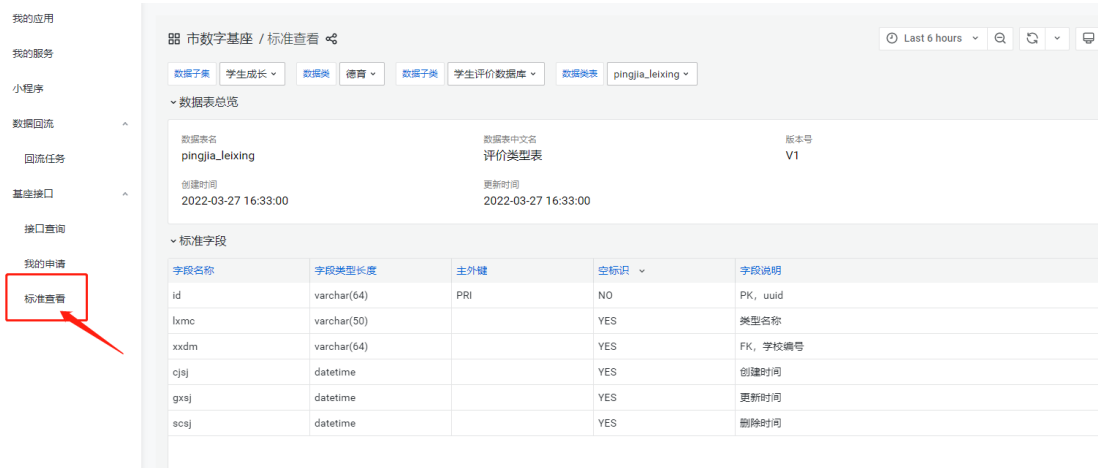 我的应用
我的服务
小程序
数据回流
回流任务
基座接口
接口查询
我的申请
标准查看
市数字基座 / 标准查看
Last 6 hours
数据子集 学生成长 数据类 德育 数据子类 学生评价数据库 数据类表 pingjia_leixing
数据表总览
数据表名 数据表中文名 版本号
pingjia_leixing 评价类型表 V1
创建时间 更新时间
2022-03-27 16:33:00 2022-03-27 16:33:00
标准字段
字段名称 字段类型长度 主外键 空标识 字段说明
id varchar(64) PRI NO PK, uuid
lxmc varchar(50) YES 类型名称
xxdm varchar(64) YES FK, 学校编号
cjsj datetime YES 创建时间
gxsj datetime YES 更新时间
scsj datetime YES 删除时间